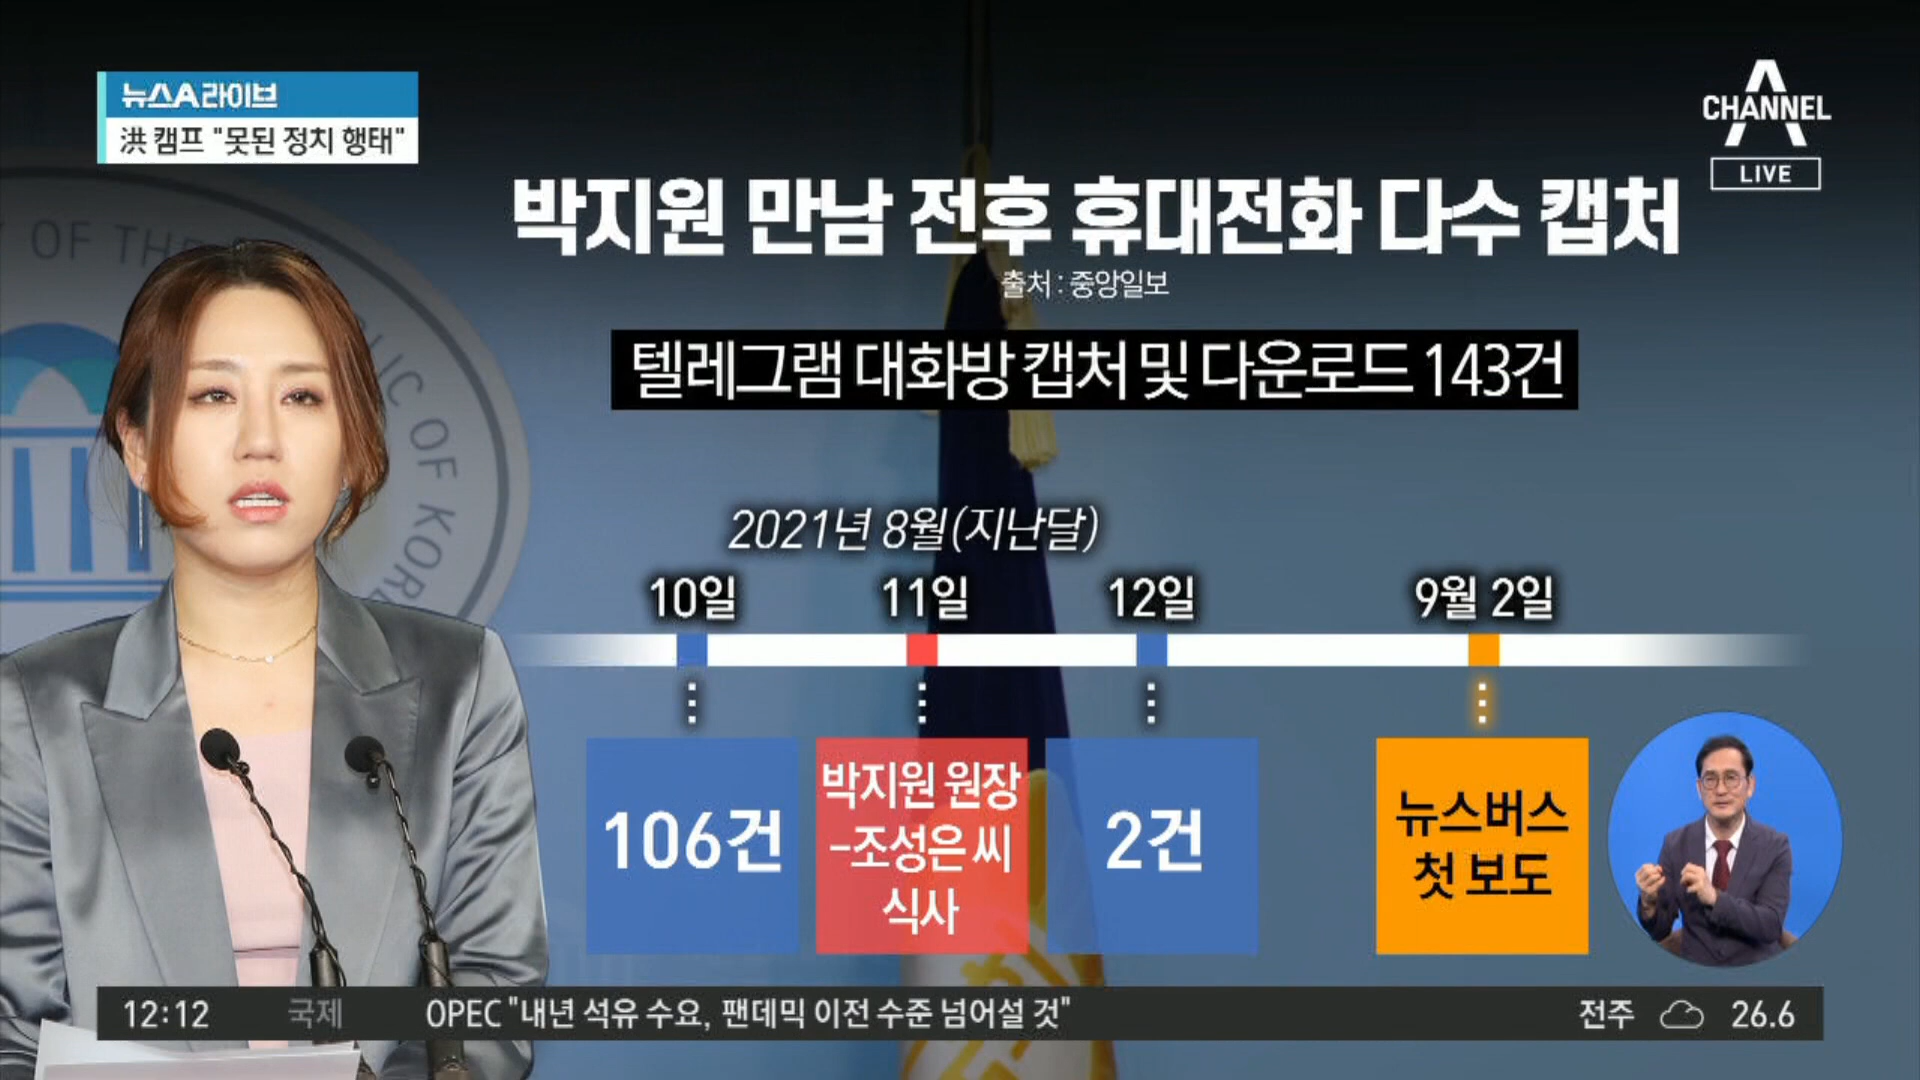 뉴스A라이브
洪 캠프 "못된 정치 행태"
CHANNEL A
LIVE
박지원 만남 전후 휴대전화 다수 캡처
출처 : 중앙일보
텔레그램 대화방 캡처 및 다운로드 143건
2021년 8월(지난달)
10일
11일
12일
9월 2일
106건
박지원 원장
-조성은 씨
식사
2건
뉴스버스
첫 보도
OF THE
PUBLIC OF KORE
12:12 국제 OPEC "내년 석유 수요, 팬데믹 이전 수준 넘어설 것" 전주 26.6